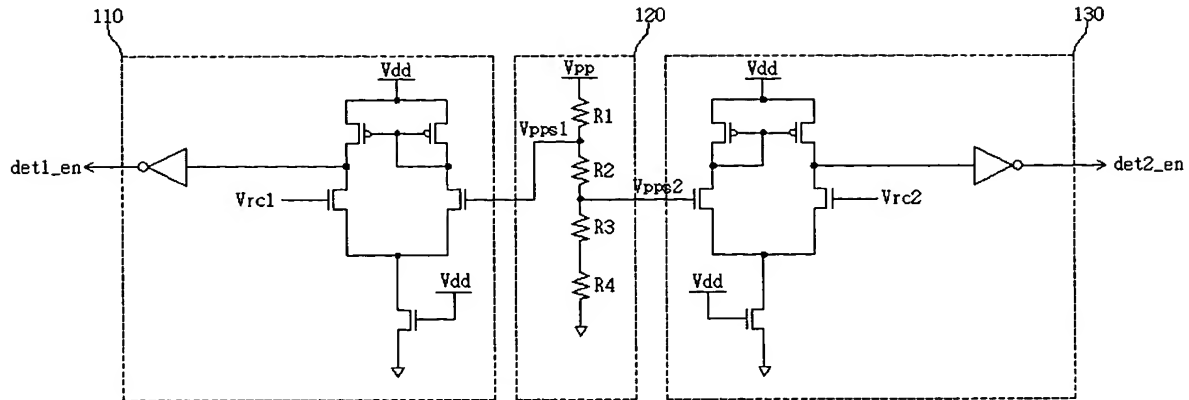 110
120
130
Vdd
Vpp
Vdd
R1
Vpps1
det1_en
R2
Vpps2
det2_en
Vrc1
Vrc2
R3
Vdd
R4
Vdd